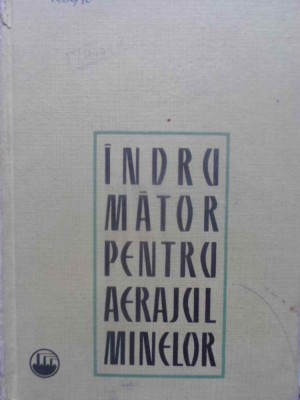 ÎNDRU
MĂTOR
PENTRU
AERAJUL
MINELOR